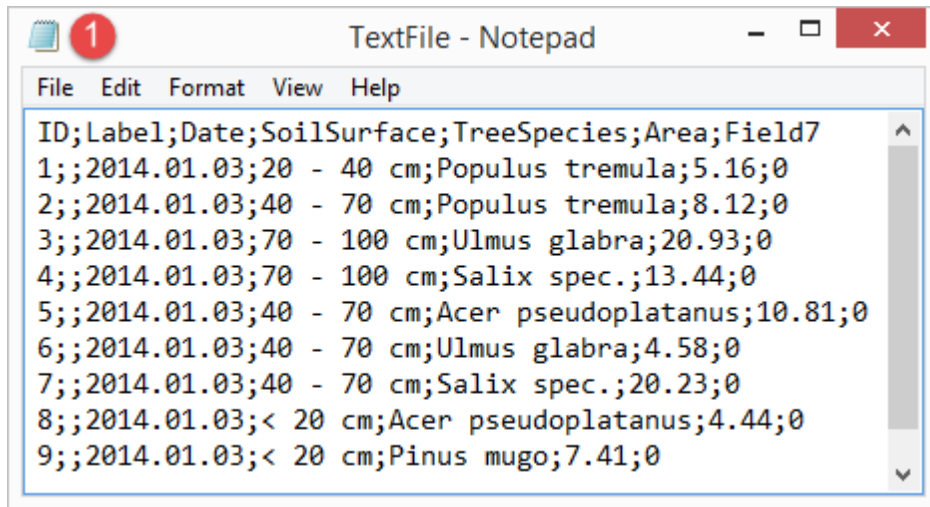 1 TextFile - Notepad
File Edit Format View Help
ID;Label;Date;SoilSurface;TreeSpecies;Area;Field7
1;;2014.01.03;20 - 40 cm;Populus tremula;5.16;0
2;;2014.01.03;40 - 70 cm;Populus tremula;8.12;0
3;;2014.01.03;70 - 100 cm;Ulmus glabra;20.93;0
4;;2014.01.03;70 - 100 cm;Salix spec.;13.44;0
5;;2014.01.03;40 - 70 cm;Acer pseudoplatanus;10.81;0
6;;2014.01.03;40 - 70 cm;Ulmus glabra;4.58;0
7;;2014.01.03;40 - 70 cm;Salix spec.;20.23;0
8;;2014.01.03;< 20 cm;Acer pseudoplatanus;4.44;0
9;;2014.01.03;< 20 cm;Pinus mugo;7.41;0